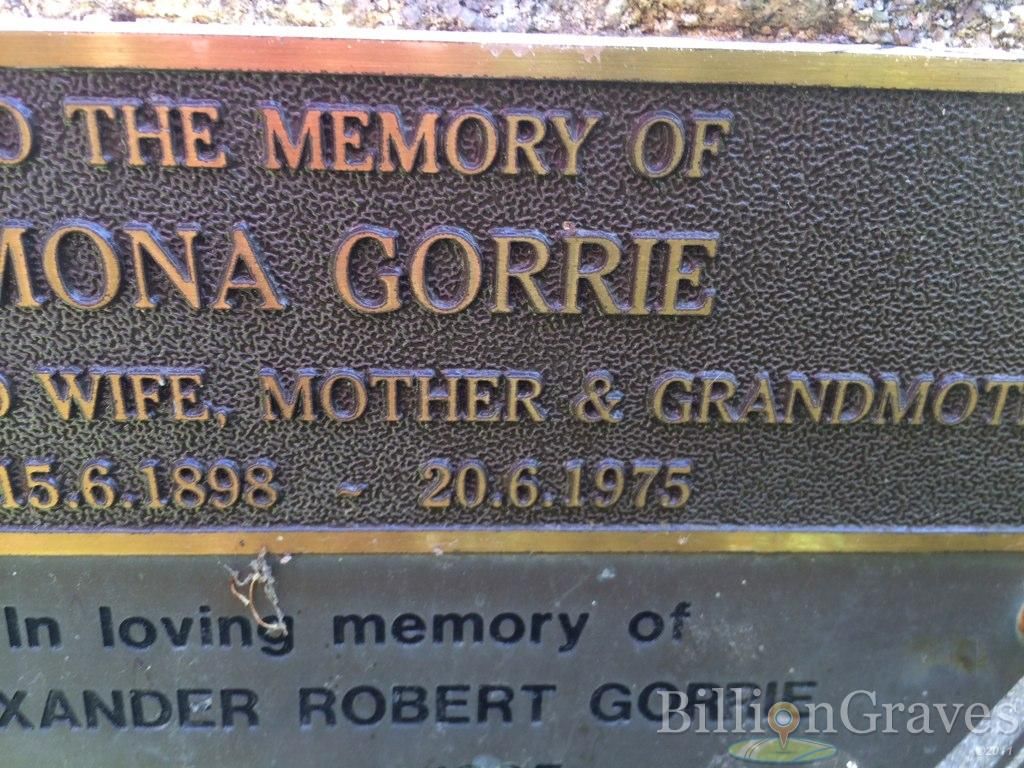 O THE MEMORY OF
MONA GORRIE
D WIFE, MOTHER & GRANDMOT
15.6.1898 ~ 20.6.1975
In loving memory of
XANDER ROBERT GORRIE
BillionGraves
©2011